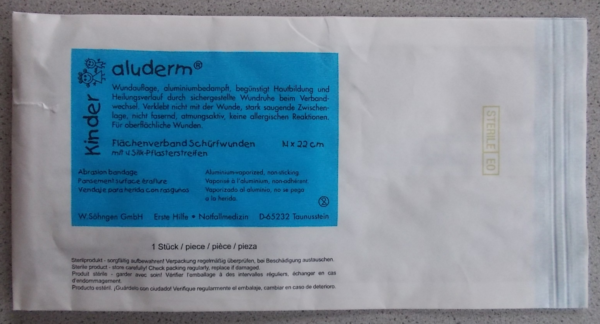 Kinder
aluderm®
Wundauflage, aluminiumbedampft, begünstigt Hautbildung und
Heilungsverlauf durch sichergestellte Wundruhe beim Verband-
wechsel. Verklebt nicht mit der Wunde, stark saugende Zwischen-
lage, nicht fasernd, atmungsaktiv, keine allergischen Reaktionen.
Für oberflächliche Wunden.
Flächenverband Schürfwunden
x 22 cm
mit Silk-Pflasterstreifen
Abrasion bandage
Pansement surface éraflure
Vendaje para herida con rasgunos
Aluminium-vaporized, non-sticking
Vaporisé à l'aluminium, non-adhérent
Vaporizado al aluminio, no se pega
a la herida
W.Söhngen GmbH Erste Hilfe • Notfallmedizin D-65232 Taunusstein
1 Stück / piece / pièce / pieza
Sterilprodukt - sorgfältig aufbewahren! Verpackung regelmäßig überprüfen, bei Beschädigung austauschen.
Sterile product - store carefully! Check packing regularly, replace if damaged.
Produit stérile - garder avec soin! Vérifier l'emballage à des intervalles réguliers, échanger en cas
d'endommagement.
Producto estéril. ¡Guárdelo con cuidado! Verifique regularmente el embalaje, cambiar en caso de deterioro.
STERILE EO